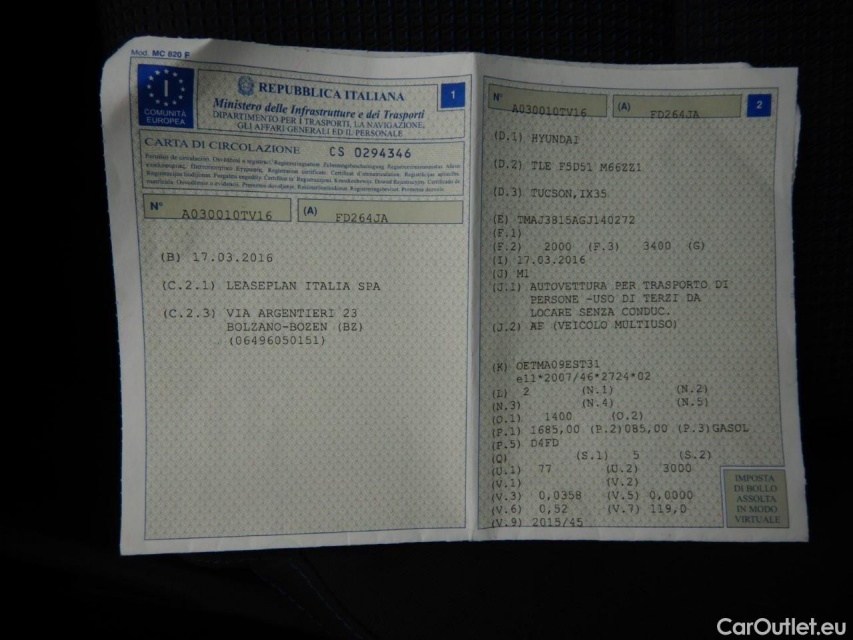 Mod. MC 820 F
I
COMUNITÀ
EUROPEA
REPUBBLICA ITALIANA
Ministero delle Infrastrutture e dei Trasporti
DIPARTIMENTO PER I TRASPORTI, LA NAVIGAZIONE,
GLI AFFARI GENERALI ED IL PERSONALE
1
CARTA DI CIRCOLAZIONE CS 0294346
N° A030010TV16 (A) FD264JA
(B) 17.03.2016
(C.2.1) LEASEPLAN ITALIA SPA
(C.2.3) VIA ARGENTIERI 23
BOLZANO-BOZEN (BZ)
(06496050151)
N° A030010TV16 (A) FD264JA 2
(D.1) HYUNDAI
(D.2) TLE F5D51 M66ZZ1
(D.3) TUCSON,IX35
(E) TMAJ3815AGJ140272
(F.1)
(F.2) 2000 (F.3) 3400 (G)
(I) 17.03.2016
(J) M1
(J.1) AUTOVETTURA PER TRASPORTO DI
PERSONE -USO DI TERZI DA
LOCARE SENZA CONDUC.
(J.2) AF (VEICOLO MULTIUSO)
(K) OETMA09EST31
e11*2007/46*2724*02
(L) 2 (N.1) (N.2)
(N.3) (N.4) (N.5)
(O.1) 1400 (O.2)
(P.1) 1685,00 (P.2)085,00 (P.3)GASOL
(P.5) D4FD
(Q) (S.1) 5 (S.2)
(U.1) 77 (U.2) 3000
(V.1) (V.2)
(V.3) 0,0358 (V.5) 0,0000
(V.6) 0,52 (V.7) 119,0
(V.9) 2015/45
IMPOSTA
DI BOLLO
ASSOLTA
IN MODO
VIRTUALE
CarOutlet.eu